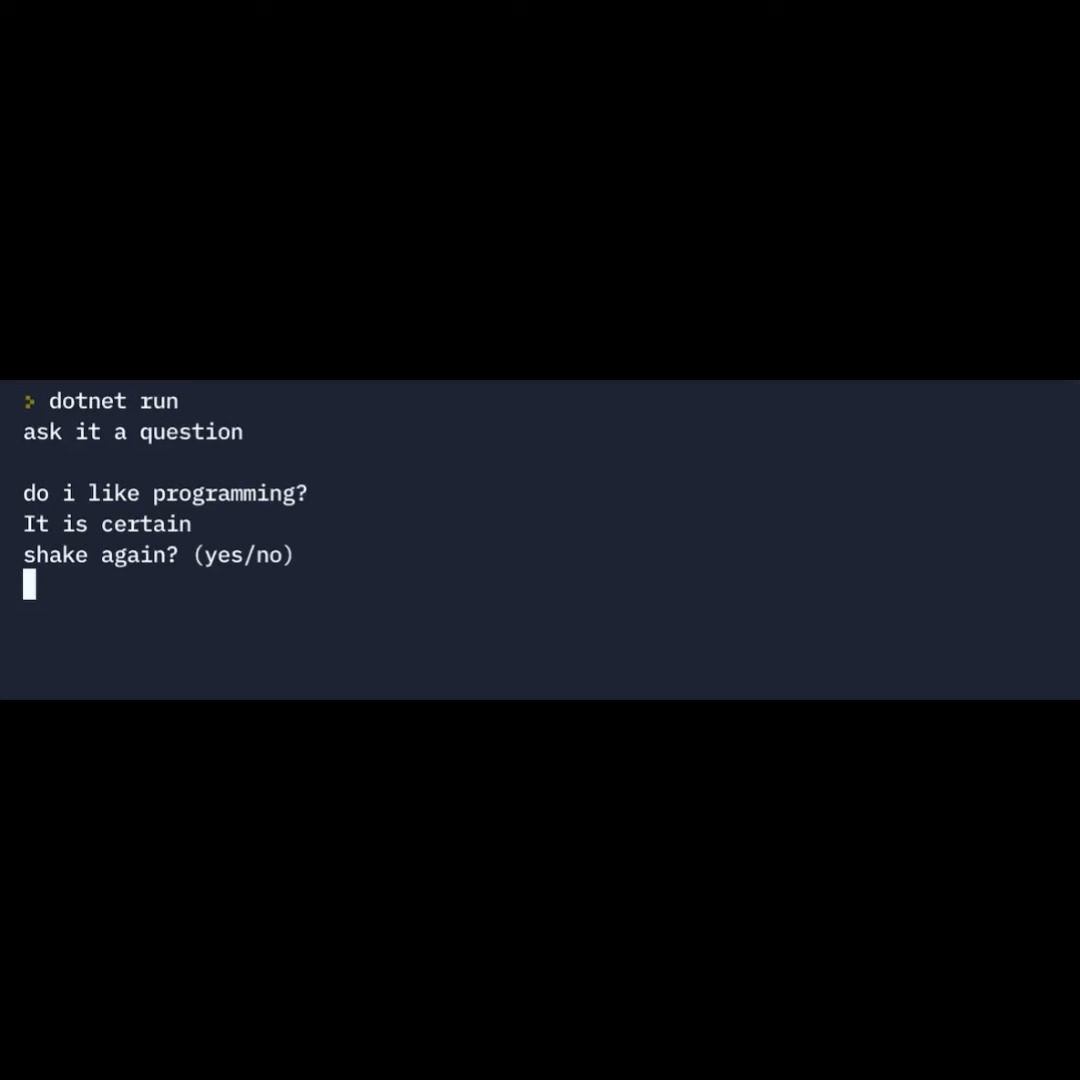 > dotnet run
ask it a question
do i like programming?
It is certain
shake again? (yes/no)